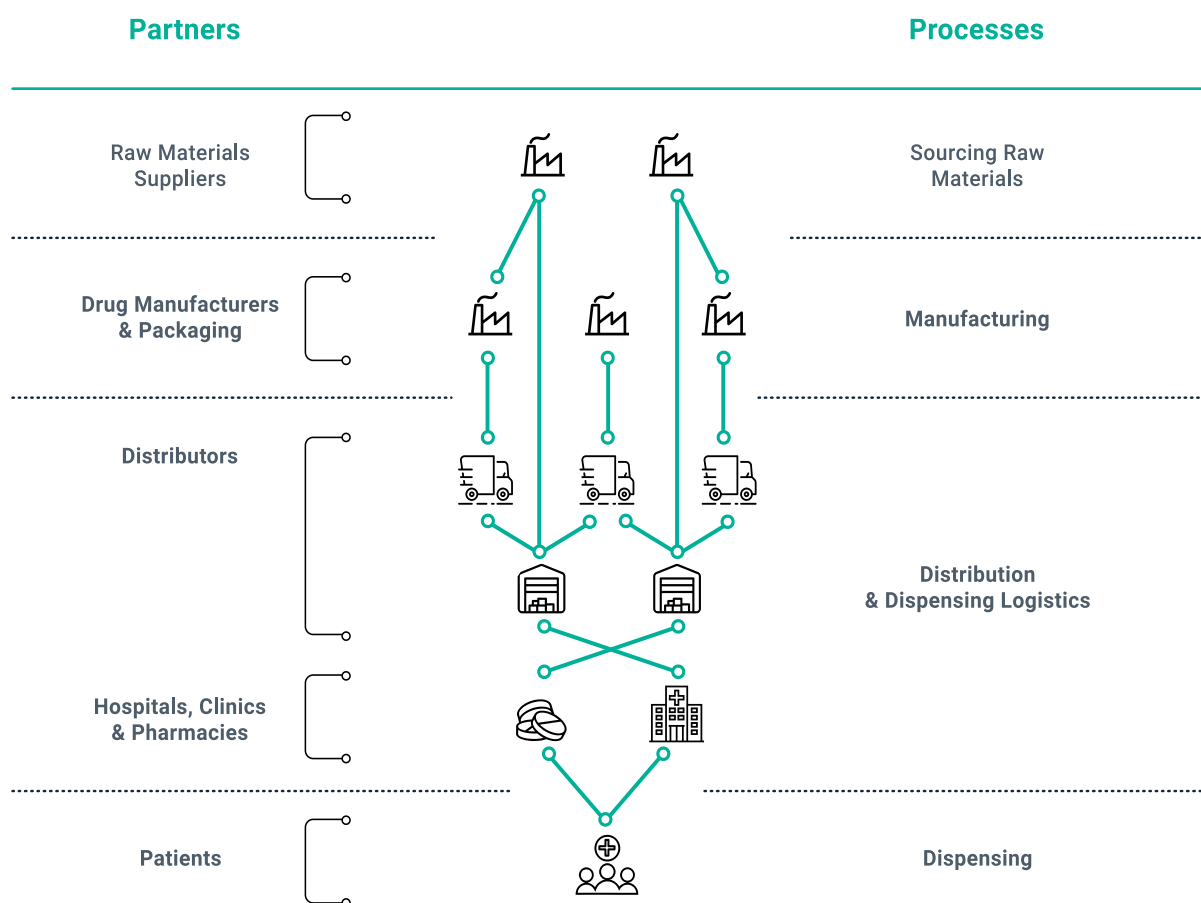 Partners
Processes
Raw Materials
Suppliers
Sourcing Raw
Materials
Drug Manufacturers
& Packaging
Manufacturing
Distributors
Distribution
& Dispensing Logistics
Hospitals, Clinics
& Pharmacies
Patients
Dispensing